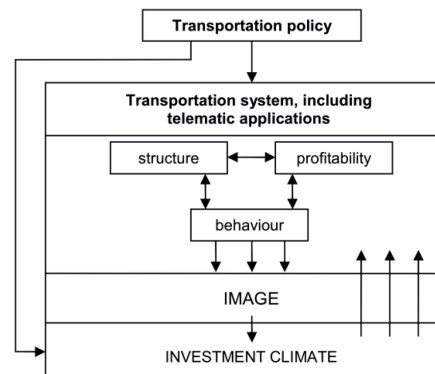 Transportation policy
Transportation system, including
telematic applications
structure
profitability
behaviour
IMAGE
INVESTMENT CLIMATE